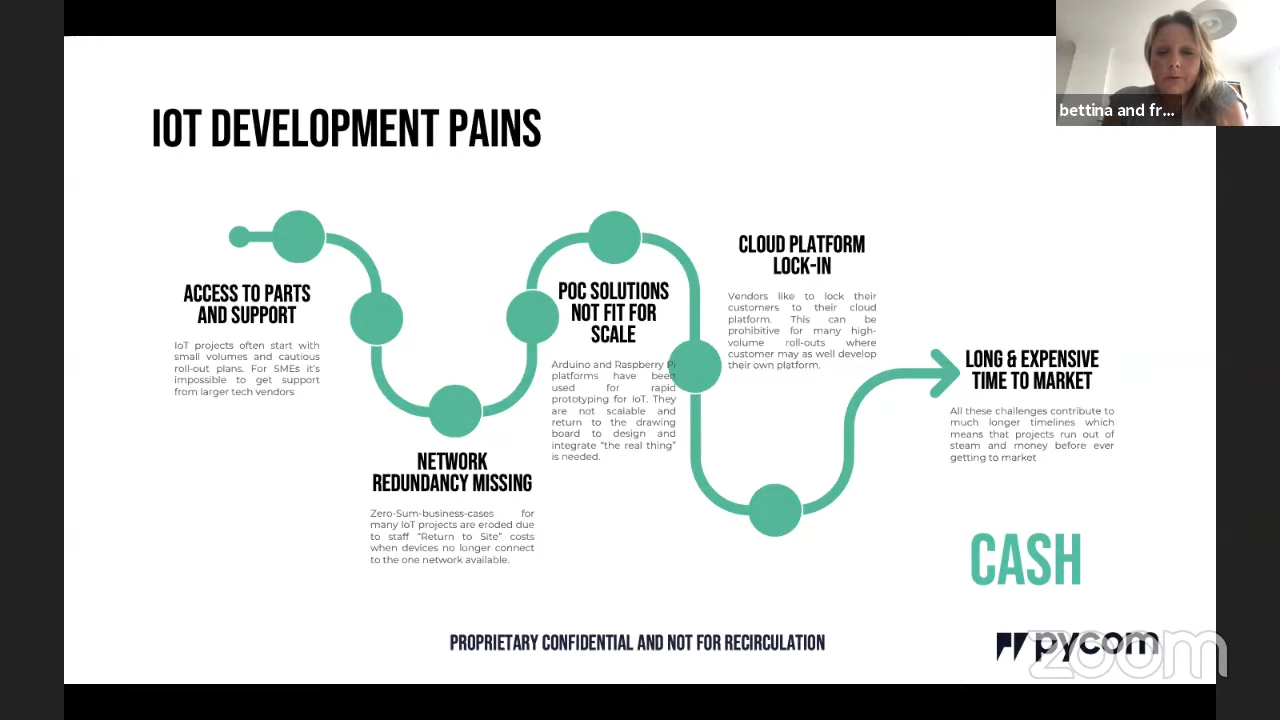 bettina and fr...
IOT DEVELOPMENT PAINS
ACCESS TO PARTS
AND SUPPORT
IoT projects often start with
small volumes and cautious
roll-out plans. For SMEs it's
impossible to get support
from larger tech vendors
NETWORK
REDUNDANCY MISSING
Zero-Sum-business-cases for
many IoT projects are eroded due
to staff "Return to Site" costs
when devices no longer connect
to the one network available.
POC SOLUTIONS
NOT FIT FOR
SCALE
Arduino and Raspberry Pi
platforms have been
used for rapid
prototyping for IoT. They
are not scalable and
return to the drawing
board to design and
integrate "the real thing"
is needed.
CLOUD PLATFORM
LOCK-IN
Vendors like to lock their
customers to their cloud
platform. This can be
prohibitive for many high-
volume roll-outs where
customer may as well develop
their own platform.
LONG & EXPENSIVE
TIME TO MARKET
All these challenges contribute to
much longer timelines which
means that projects run out of
steam and money before ever
getting to market
CASH
PROPRIETARY CONFIDENTIAL AND NOT FOR RECIRCULATION
pycom
zoom